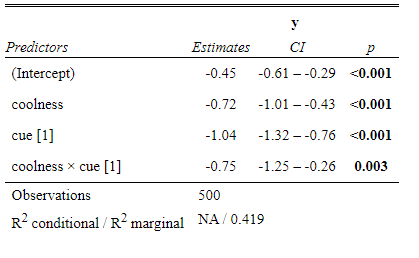 y
Predictors Estimates CI p
(Intercept) -0.45 -0.61 – -0.29 <0.001
coolness -0.72 -1.01 – -0.43 <0.001
cue [1] -1.04 -1.32 – -0.76 <0.001
coolness × cue [1] -0.75 -1.25 – -0.26 0.003
Observations 500
R² conditional / R² marginal NA / 0.419